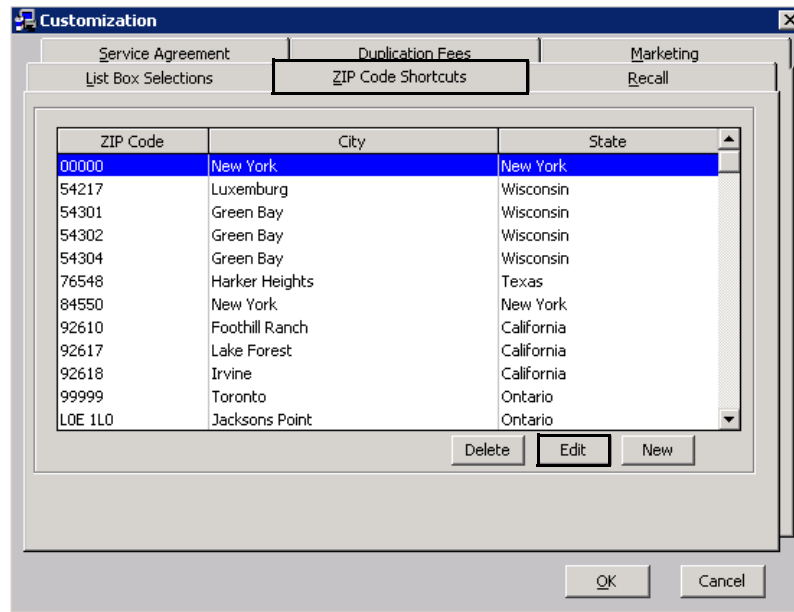 Customization
Service Agreement Duplication Fees Marketing
List Box Selections ZIP Code Shortcuts Recall
ZIP Code City State
00000 New York New York
54217 Luxemburg Wisconsin
54301 Green Bay Wisconsin
54302 Green Bay Wisconsin
54304 Green Bay Wisconsin
76548 Harker Heights Texas
84550 New York New York
92610 Foothill Ranch California
92617 Lake Forest California
92618 Irvine California
99999 Toronto Ontario
L0E 1L0 Jacksons Point Ontario
Delete Edit New
OK Cancel